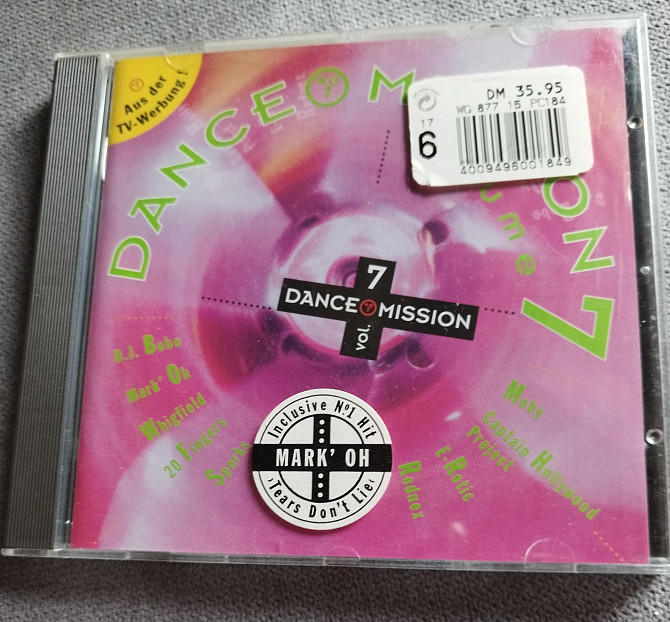 Aus der
TV-Werbung!
DANCE M ON 7
ume
DM 35.95
WG 877 15 PC184
17
6
4009498001849
7
DANCE MISSION
vol.
D.J. Bobo
Mark' Oh
Whigfield
20 Fingers
Sparks
Inclusive Nº1 Hit
MARK' OH
›Tears Don't Lie‹
Rednex
E-Rotic
Captain Hollywood
Project
Moby